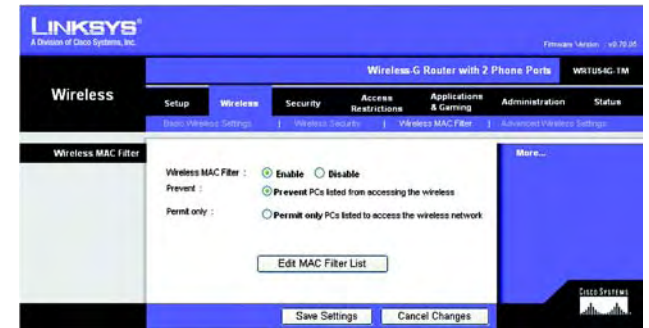 LINKSYS®
A Division of Cisco Systems, Inc.
Firmware Version : v0.70.05
Wireless-G Router with 2 Phone Ports WRTU54G-TM
Wireless
Setup Wireless Security Access Restrictions Applications & Gaming Administration Status
Basic Wireless Settings | Wireless Security | Wireless MAC Filter | Advanced Wireless Settings
Wireless MAC Filter
More...
Wireless MAC Filter : Enable Disable
Prevent : Prevent PCs listed from accessing the wireless
Permit only : Permit only PCs listed to access the wireless network
Edit MAC Filter List
Save Settings Cancel Changes
CISCO SYSTEMS